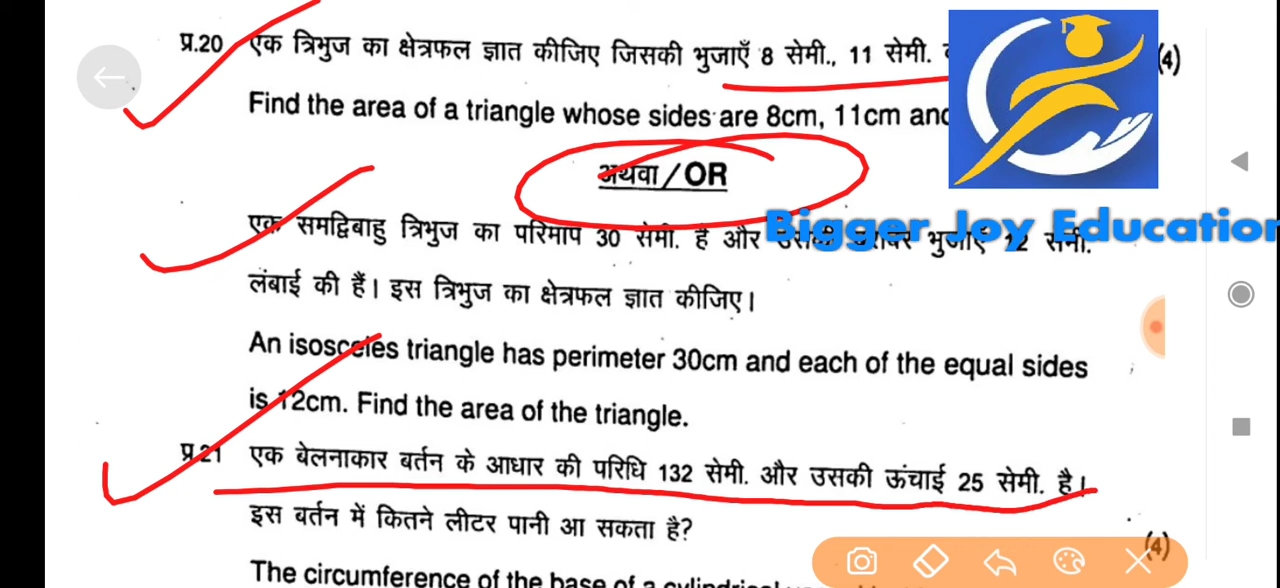 प्र.20 एक त्रिभुज का क्षेत्रफल ज्ञात कीजिए जिसकी भुजाएँ 8 सेमी., 11 सेमी. (4)
Find the area of a triangle whose sides are 8cm, 11cm and
अथवा/OR
एक समद्विबाहु त्रिभुज का परिमाप 30 सेमी. है और भुजाएँ 12 सेमी.
Bigger Joy Education
लंबाई की हैं। इस त्रिभुज का क्षेत्रफल ज्ञात कीजिए।
An isosceles triangle has perimeter 30cm and each of the equal sides
is 12cm. Find the area of the triangle.
प्र.21 एक बेलनाकार बर्तन के आधार की परिधि 132 सेमी. और उसकी ऊंचाई 25 सेमी. है।
इस बर्तन में कितने लीटर पानी आ सकता है?
(4)
The circumference of the base of a